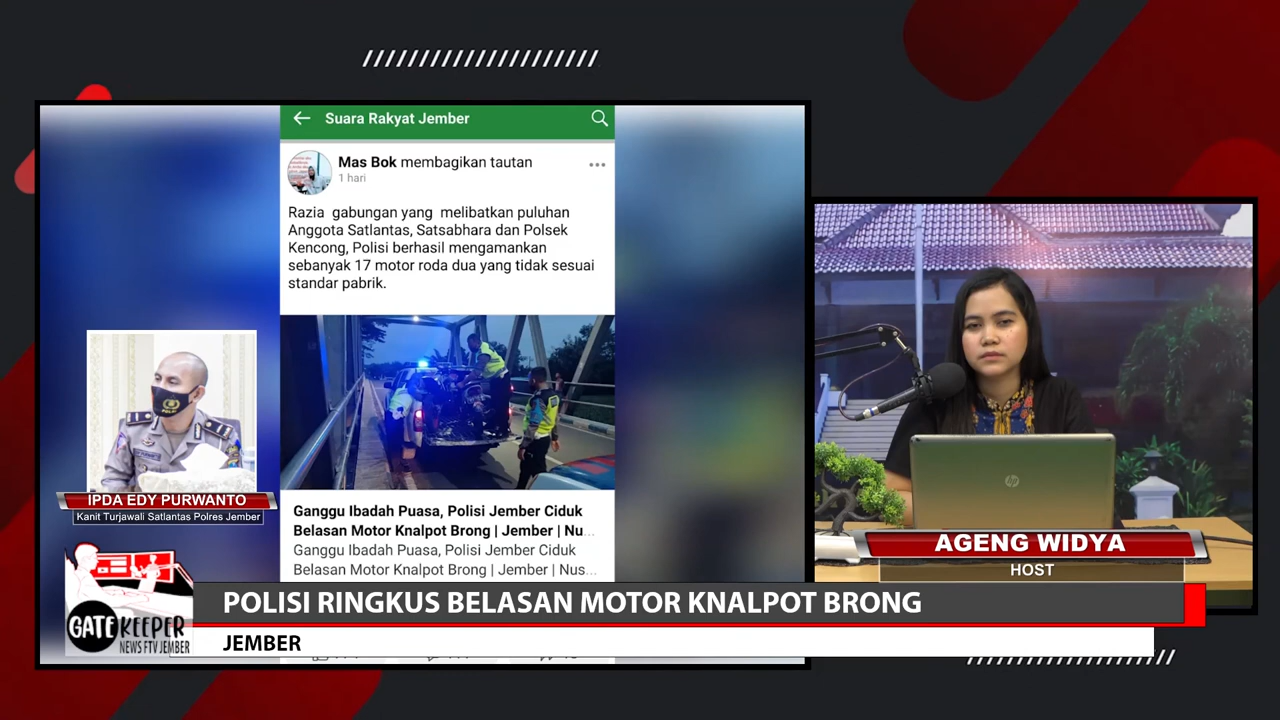 Suara Rakyat Jember
Mas Bok membagikan tautan
1 hari
Razia gabungan yang melibatkan puluhan
Anggota Satlantas, Satsabhara dan Polsek
Kencong, Polisi berhasil mengamankan
sebanyak 17 motor roda dua yang tidak sesuai
standar pabrik.
Ganggu Ibadah Puasa, Polisi Jember Ciduk
Belasan Motor Knalpot Brong | Jember | Nu...
Ganggu Ibadah Puasa, Polisi Jember Ciduk
Belasan Motor Knalpot Brong | Jember | Nus...
IPDA EDY PURWANTO
Kanit Turjawali Satlantas Polres Jember
hp
AGENG WIDYA
HOST
GATEKEEPER
NEWS FTV JEMBER
POLISI RINGKUS BELASAN MOTOR KNALPOT BRONG
JEMBER